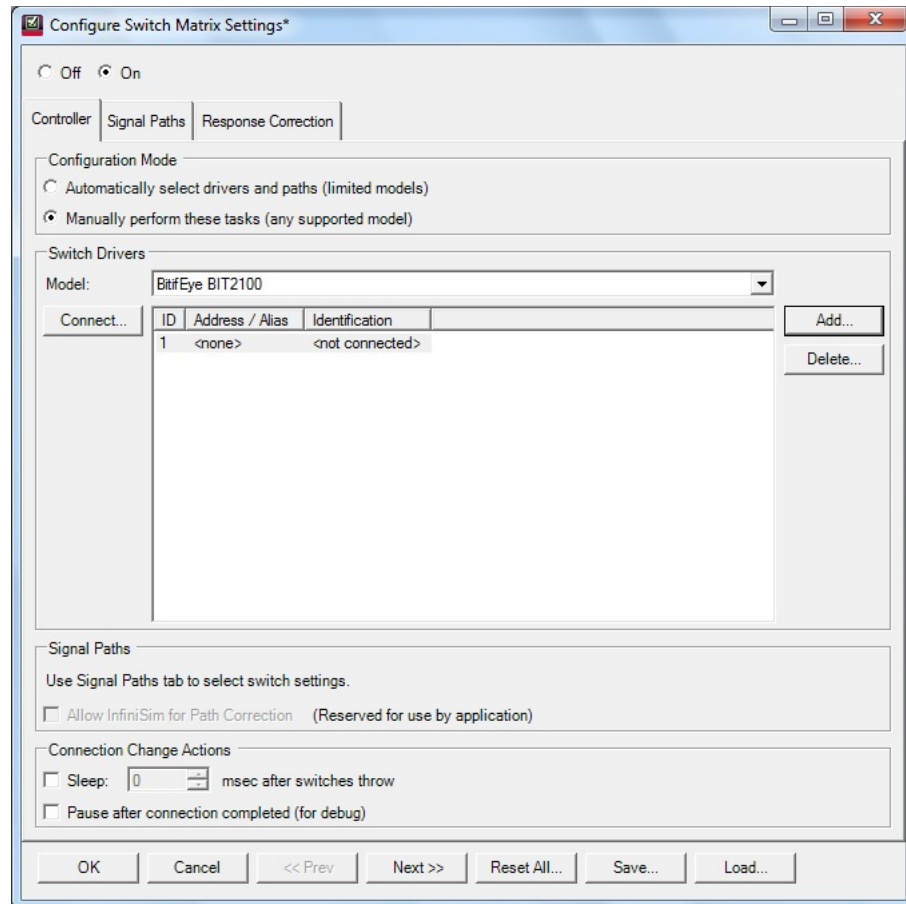 Configure Switch Matrix Settings*
Off On
Controller Signal Paths Response Correction
Configuration Mode
Automatically select drivers and paths (limited models)
Manually perform these tasks (any supported model)
Switch Drivers
Model: BitifEye BIT2100
Connect... ID Address / Alias Identification Add...
1 <none> <not connected>
Delete...
Signal Paths
Use Signal Paths tab to select switch settings.
Allow InfiniSim for Path Correction (Reserved for use by application)
Connection Change Actions
Sleep: 0 msec after switches throw
Pause after connection completed (for debug)
OK Cancel << Prev Next >> Reset All... Save... Load...